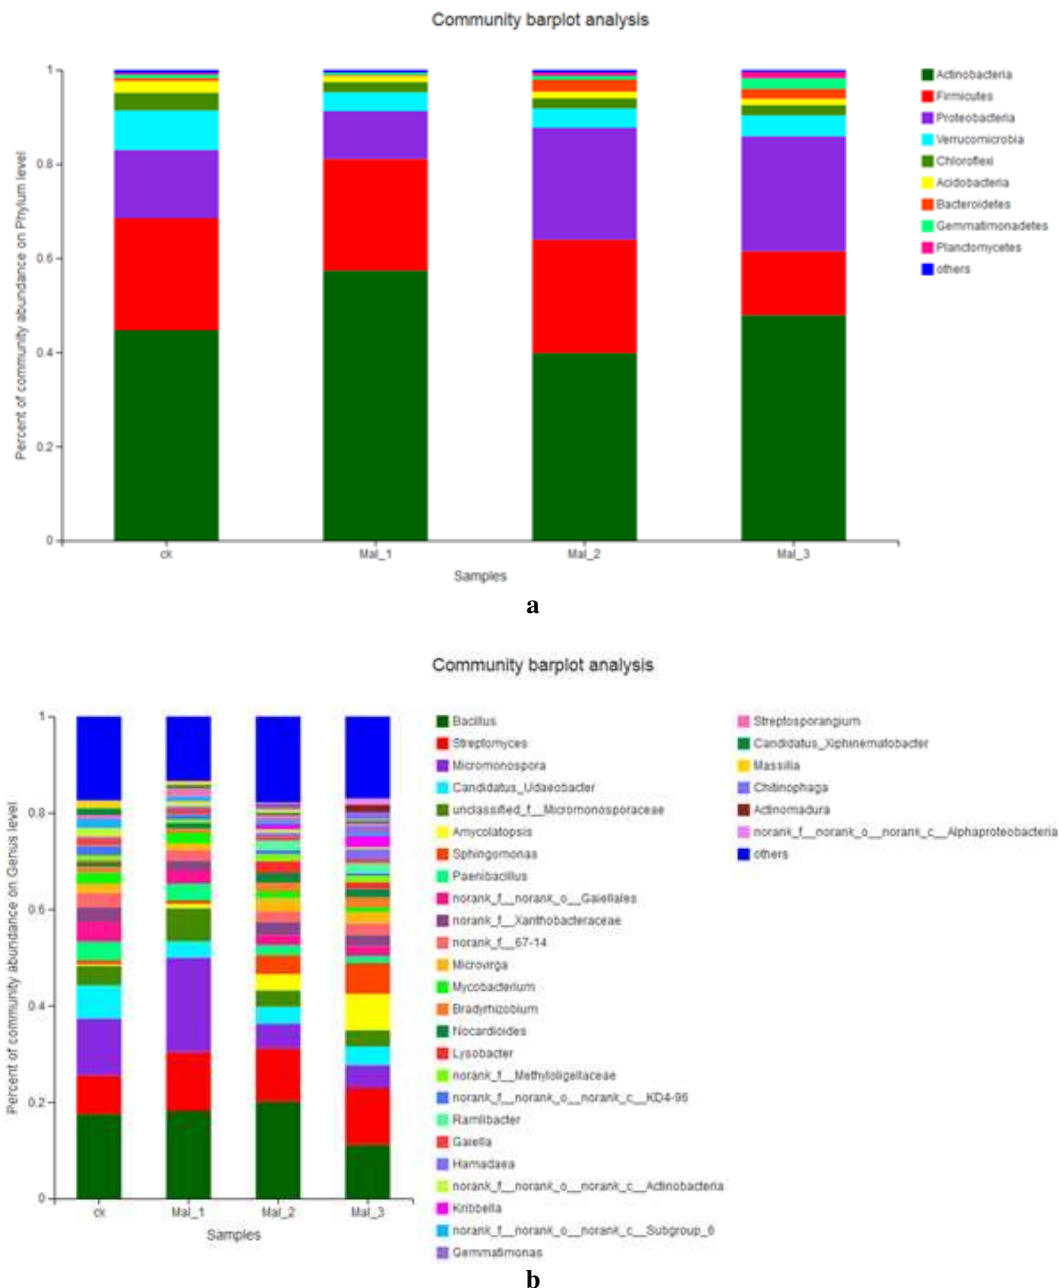 Community barplot analysis
Percent of community abundance on Phylum level
1
0.8
0.6
0.4
0.2
0
ck
Mal_1
Mal_2
Mal_3
Samples
Actinobacteria
Firmicutes
Proteobacteria
Verrucomicrobia
Chloroflexi
Acidobacteria
Bacteroidetes
Gemmatimonadetes
Planctomycetes
others
a
Community barplot analysis
Percent of community abundance on Genus level
1
0.8
0.6
0.4
0.2
0
ck
Mal_1
Mal_2
Mal_3
Samples
Bacillus
Streptomyces
Micromonospora
Candidatus_Udaeobacter
unclassified_f__Micromonosporaceae
Amycolatopsis
Sphingomonas
Paenibacillus
norank_f__norank_o__Gaiellales
norank_f__Xanthobacteraceae
norank_f__67-14
Microvirga
Mycobacterium
Bradyrhizobium
Nocardioides
Lysobacter
norank_f__Methyloligellaceae
norank_f__norank_o__norank_c__KD4-96
Ramlibacter
Gaiella
Hamadaea
norank_f__norank_o__norank_c__Actinobacteria
Kribbella
norank_f__norank_o__norank_c__Subgroup_6
Gemmatimonas
Streptosporangium
Candidatus_Xiphinematobacter
Massilia
Chitinophaga
Actinomadura
norank_f__norank_o__norank_c__Alphaproteobacteria
others
b